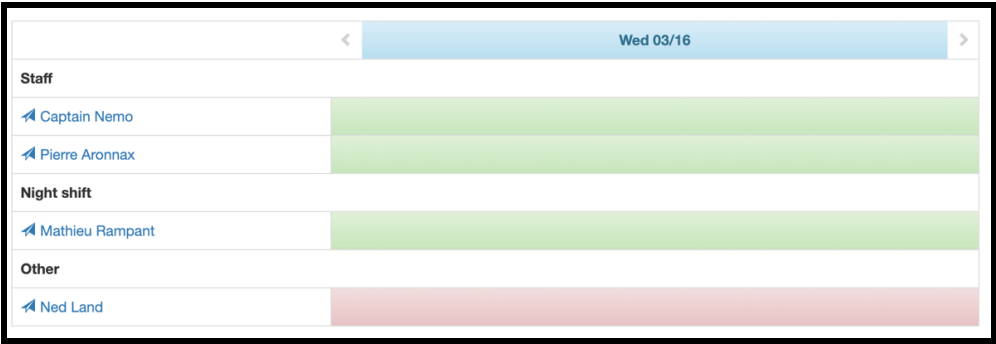 Wed 03/16
Staff
Captain Nemo
Pierre Aronnax
Night shift
Mathieu Rampant
Other
Ned Land